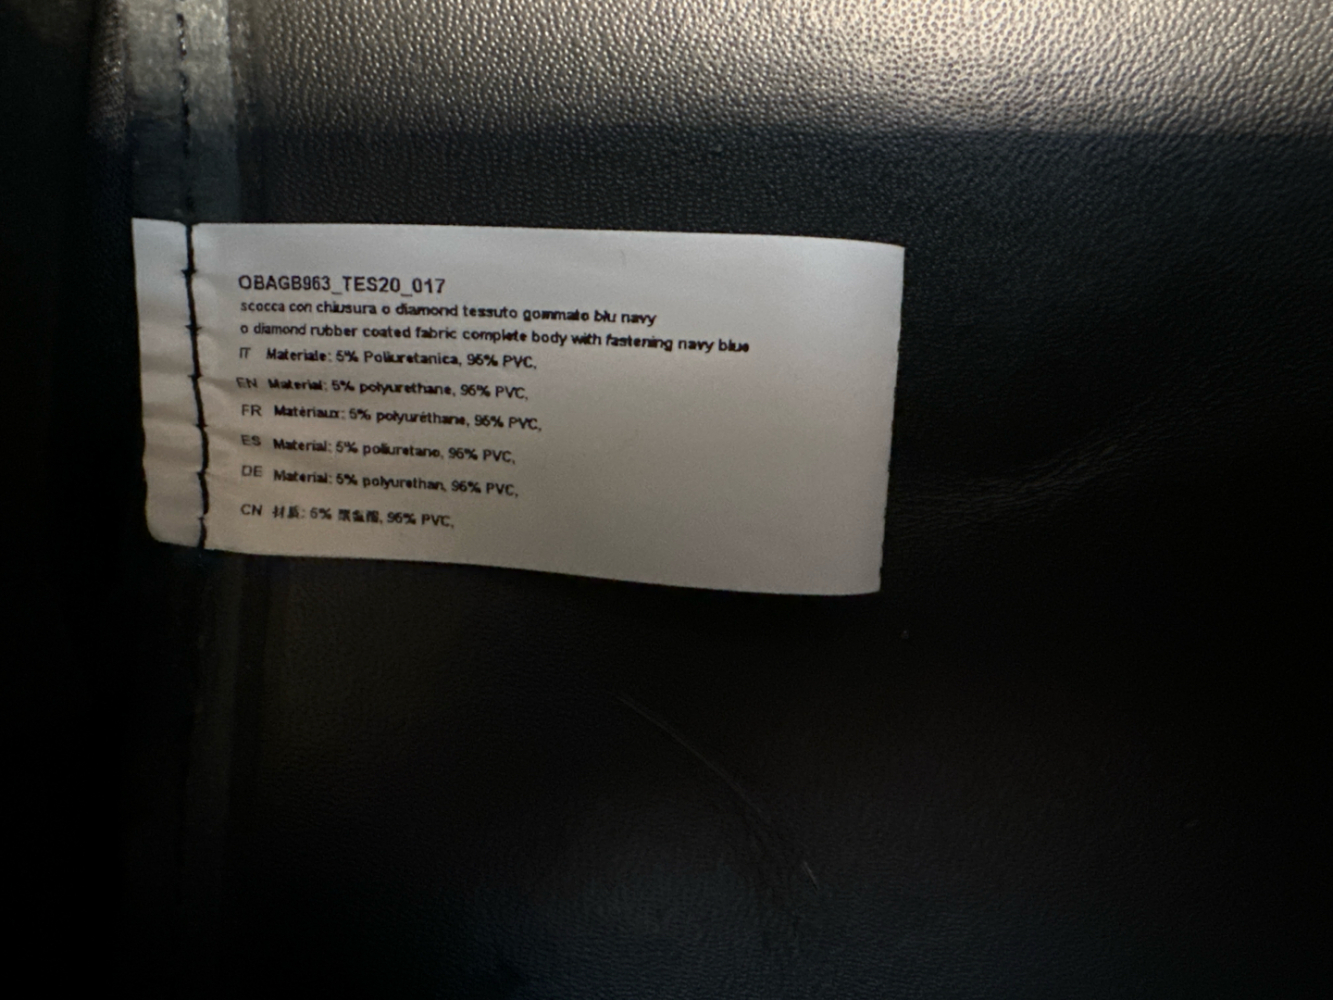 OBAGB963_TES20_017
scocca con chiusura o diamond tessuto gommato blu navy
o diamond rubber coated fabric complete body with fastening navy blue
IT Materiale: 5% Poliuretanica, 95% PVC,
EN Material: 5% polyurethane, 95% PVC,
FR Matériaux: 5% polyuréthane, 95% PVC,
ES Material: 5% poliuretano, 95% PVC,
DE Material: 5% polyurethan, 95% PVC,
CN 材质: 5% 聚氨酯, 95% PVC,